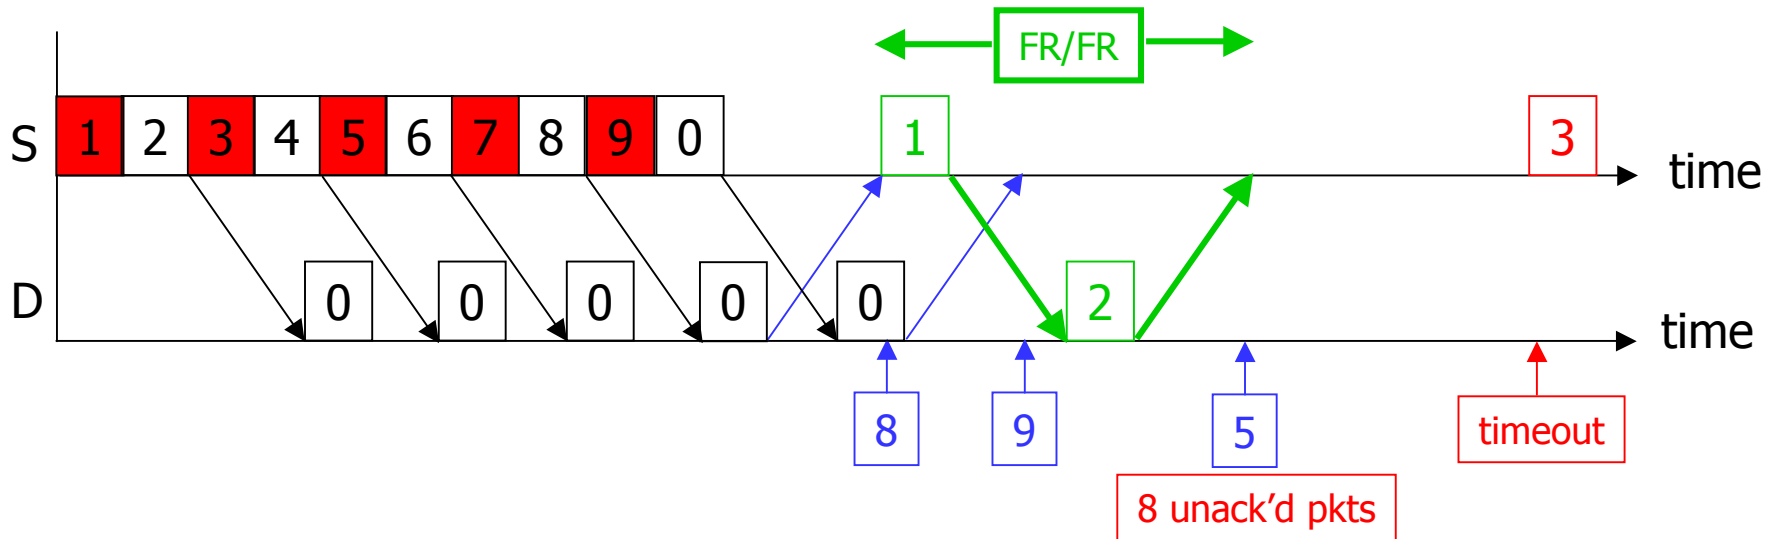 FR/FR
S 1 2 3 4 5 6 7 8 9 0 1 3 time
D 0 0 0 0 0 2 time
8 9 5 timeout
8 unack’d pkts